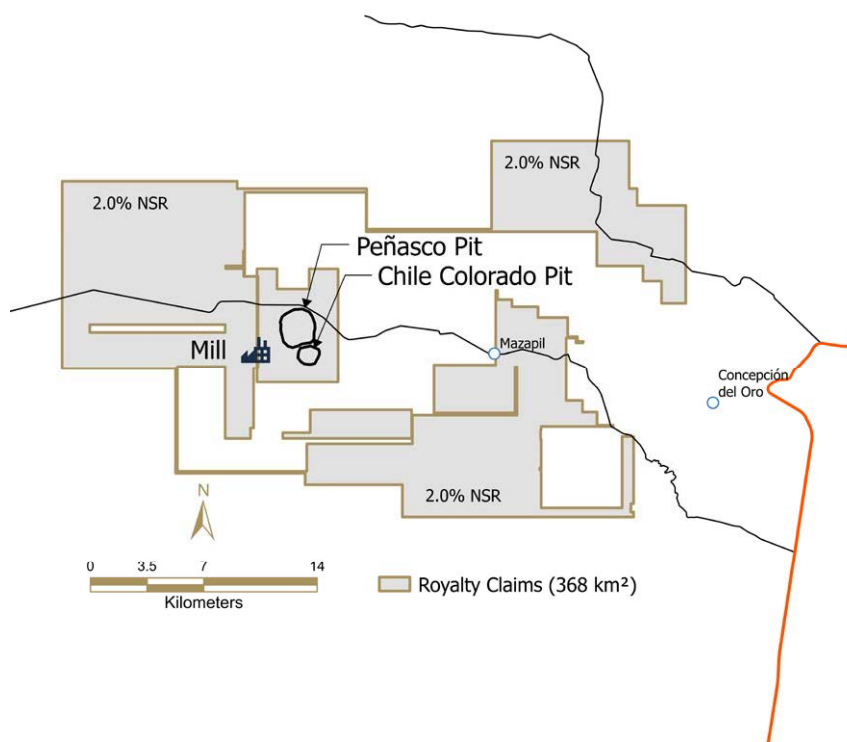 2.0% NSR
2.0% NSR
Peñasco Pit
Chile Colorado Pit
Mill
Mazapil
Concepción
del Oro
2.0% NSR
N
0 3.5 7 14
Kilometers
Royalty Claims (368 km²)